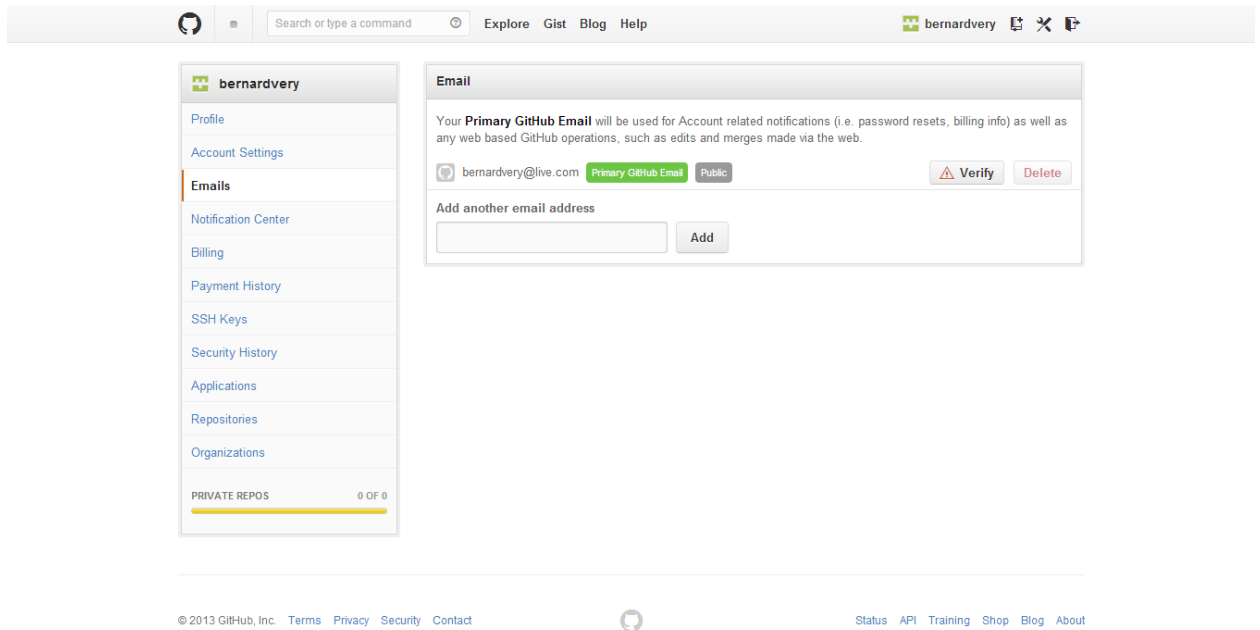 Search or type a command
Explore Gist Blog Help
bernardvery
bernardvery
Profile
Account Settings
Emails
Notification Center
Billing
Payment History
SSH Keys
Security History
Applications
Repositories
Organizations
PRIVATE REPOS 0 OF 0
Email
Your Primary GitHub Email will be used for Account related notifications (i.e. password resets, billing info) as well as
any web based GitHub operations, such as edits and merges made via the web.
bernardvery@live.com Primary GitHub Email Public Verify Delete
Add another email address
Add
© 2013 GitHub, Inc. Terms Privacy Security Contact
Status API Training Shop Blog About